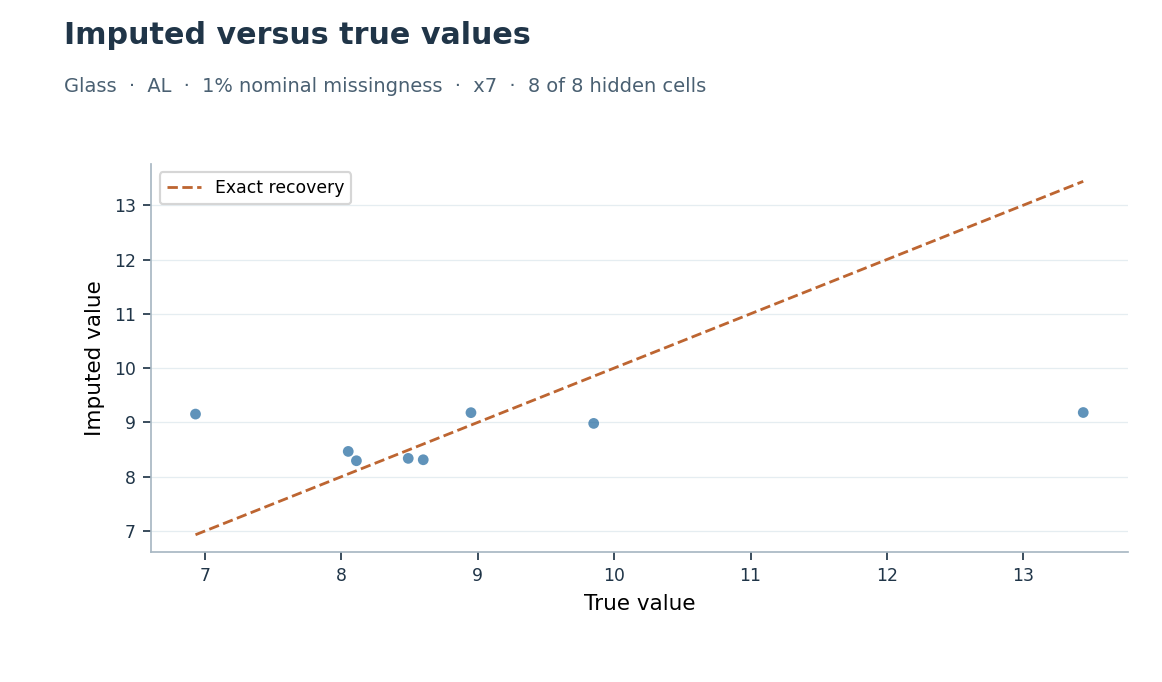 Imputed versus true values
Glass · AL · 1% nominal missingness · x7 · 8 of 8 hidden cells
Exact recovery
13
12
11
10
9
8
7
Imputed value
7 8 9 10 11 12 13
True value